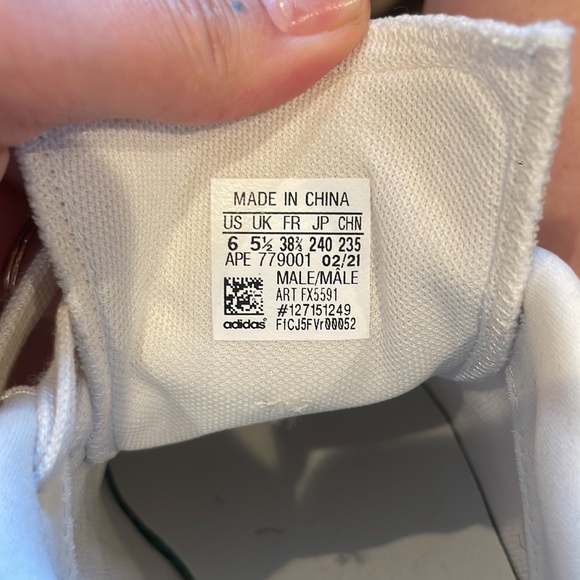 MADE IN CHINA
US UK FR JP CHN
6 5½ 38⅔ 240 235
APE 779001 02/21
MALE/MÂLE
ART FX5591
#127151249
adidas® F1CJ5FVr00052